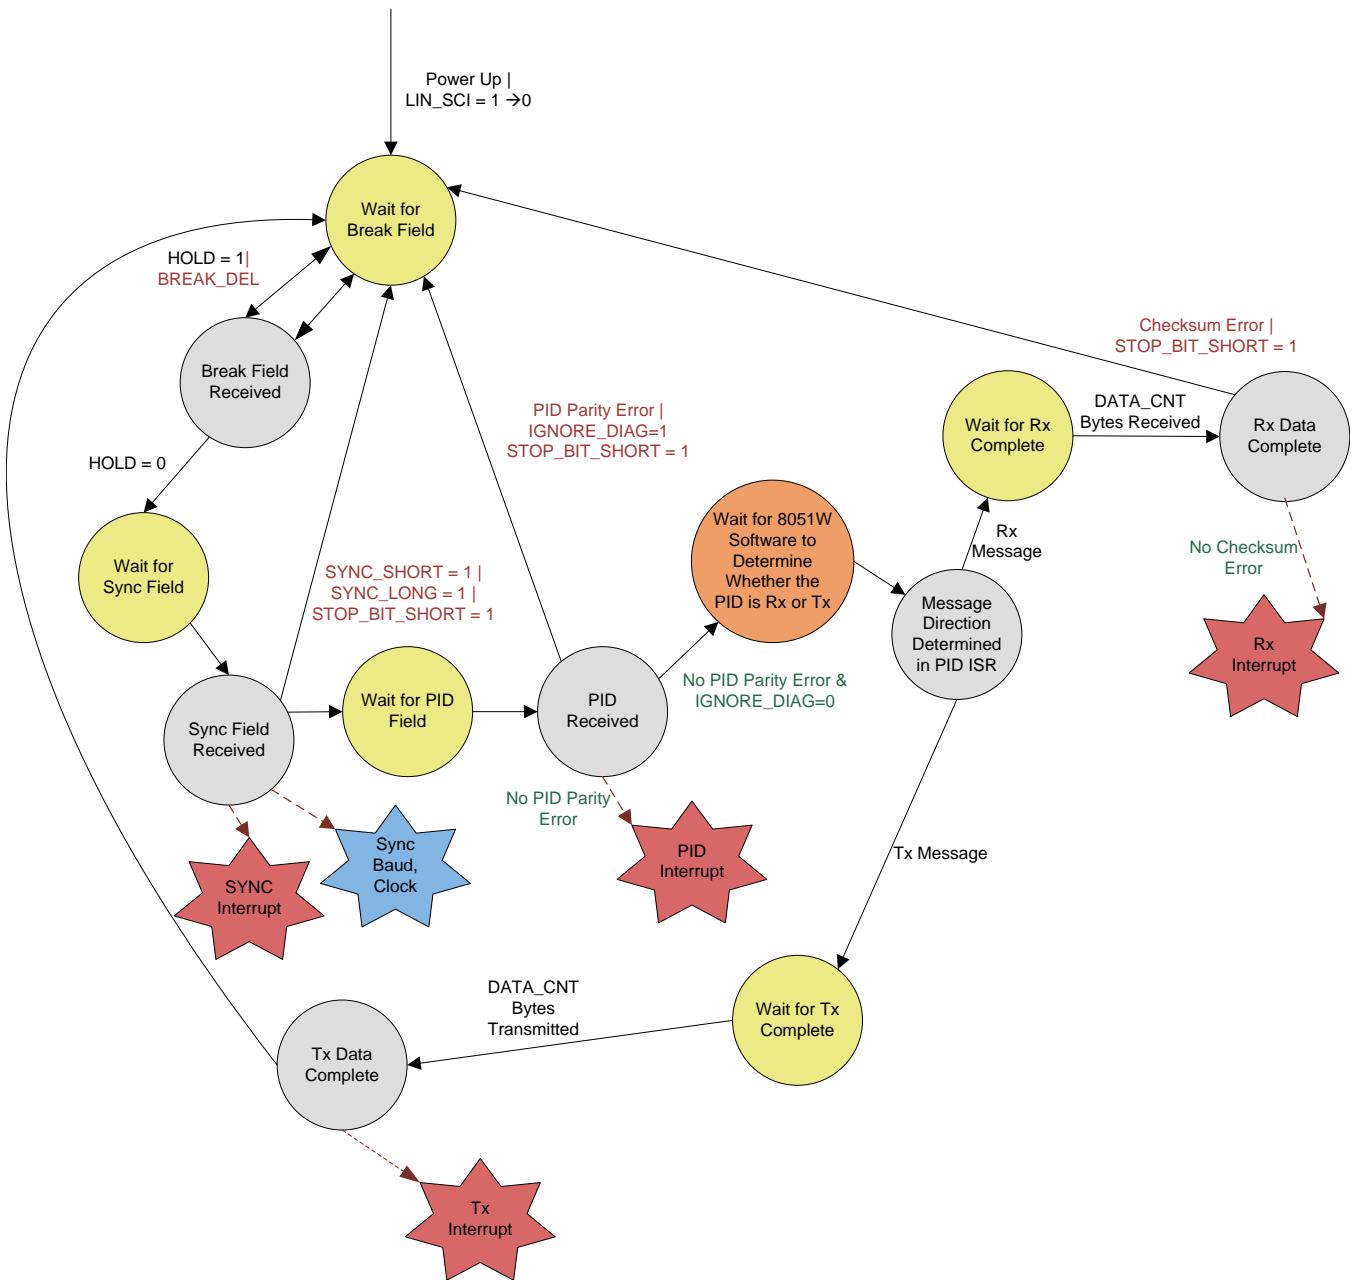 Power Up |
LIN_SCI = 1 →0
Wait for
Break Field
HOLD = 1|
BREAK_DEL
Break Field
Received
HOLD = 0
Wait for
Sync Field
SYNC_SHORT = 1 |
SYNC_LONG = 1 |
STOP_BIT_SHORT = 1
Sync Field
Received
SYNC
Interrupt
Sync
Baud,
Clock
Wait for PID
Field
PID Parity Error |
IGNORE_DIAG=1
STOP_BIT_SHORT = 1
PID
Received
No PID Parity
Error
PID
Interrupt
No PID Parity Error &
IGNORE_DIAG=0
Wait for 8051W
Software to
Determine
Whether the
PID is Rx or Tx
Message
Direction
Determined
in PID ISR
Rx
Message
Wait for Rx
Complete
DATA_CNT
Bytes Received
Checksum Error |
STOP_BIT_SHORT = 1
Rx Data
Complete
No Checksum
Error
Rx
Interrupt
Tx Message
Wait for Tx
Complete
DATA_CNT
Bytes
Transmitted
Tx Data
Complete
Tx
Interrupt